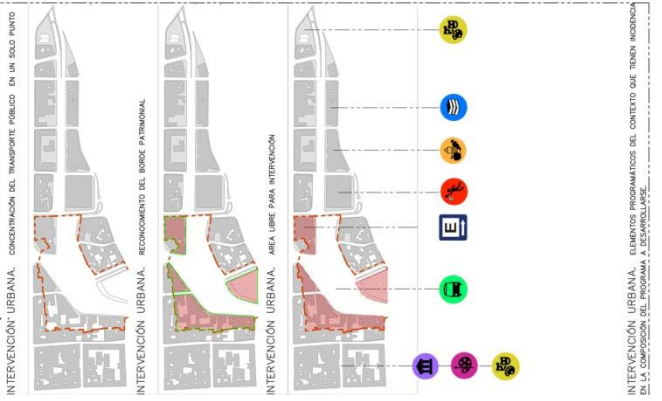 INTERVENCIÓN URBANA. CONCENTRACIÓN DEL TRANSPORTE PÚBLICO EN UN SOLO PUNTO
INTERVENCIÓN URBANA. RECONOCIMIENTO DEL BORDE PATRIMONIAL
INTERVENCIÓN URBANA. AREA LIBRE PARA INTERVENCIÓN
E
INTERVENCIÓN URBANA. ELEMENTOS PROGRAMÁTICOS DEL CONTEXTO QUE TIENEN INCIDENCIA
EN LA COMPOSICIÓN DEL PROGRAMA A DESARROLLARSE.